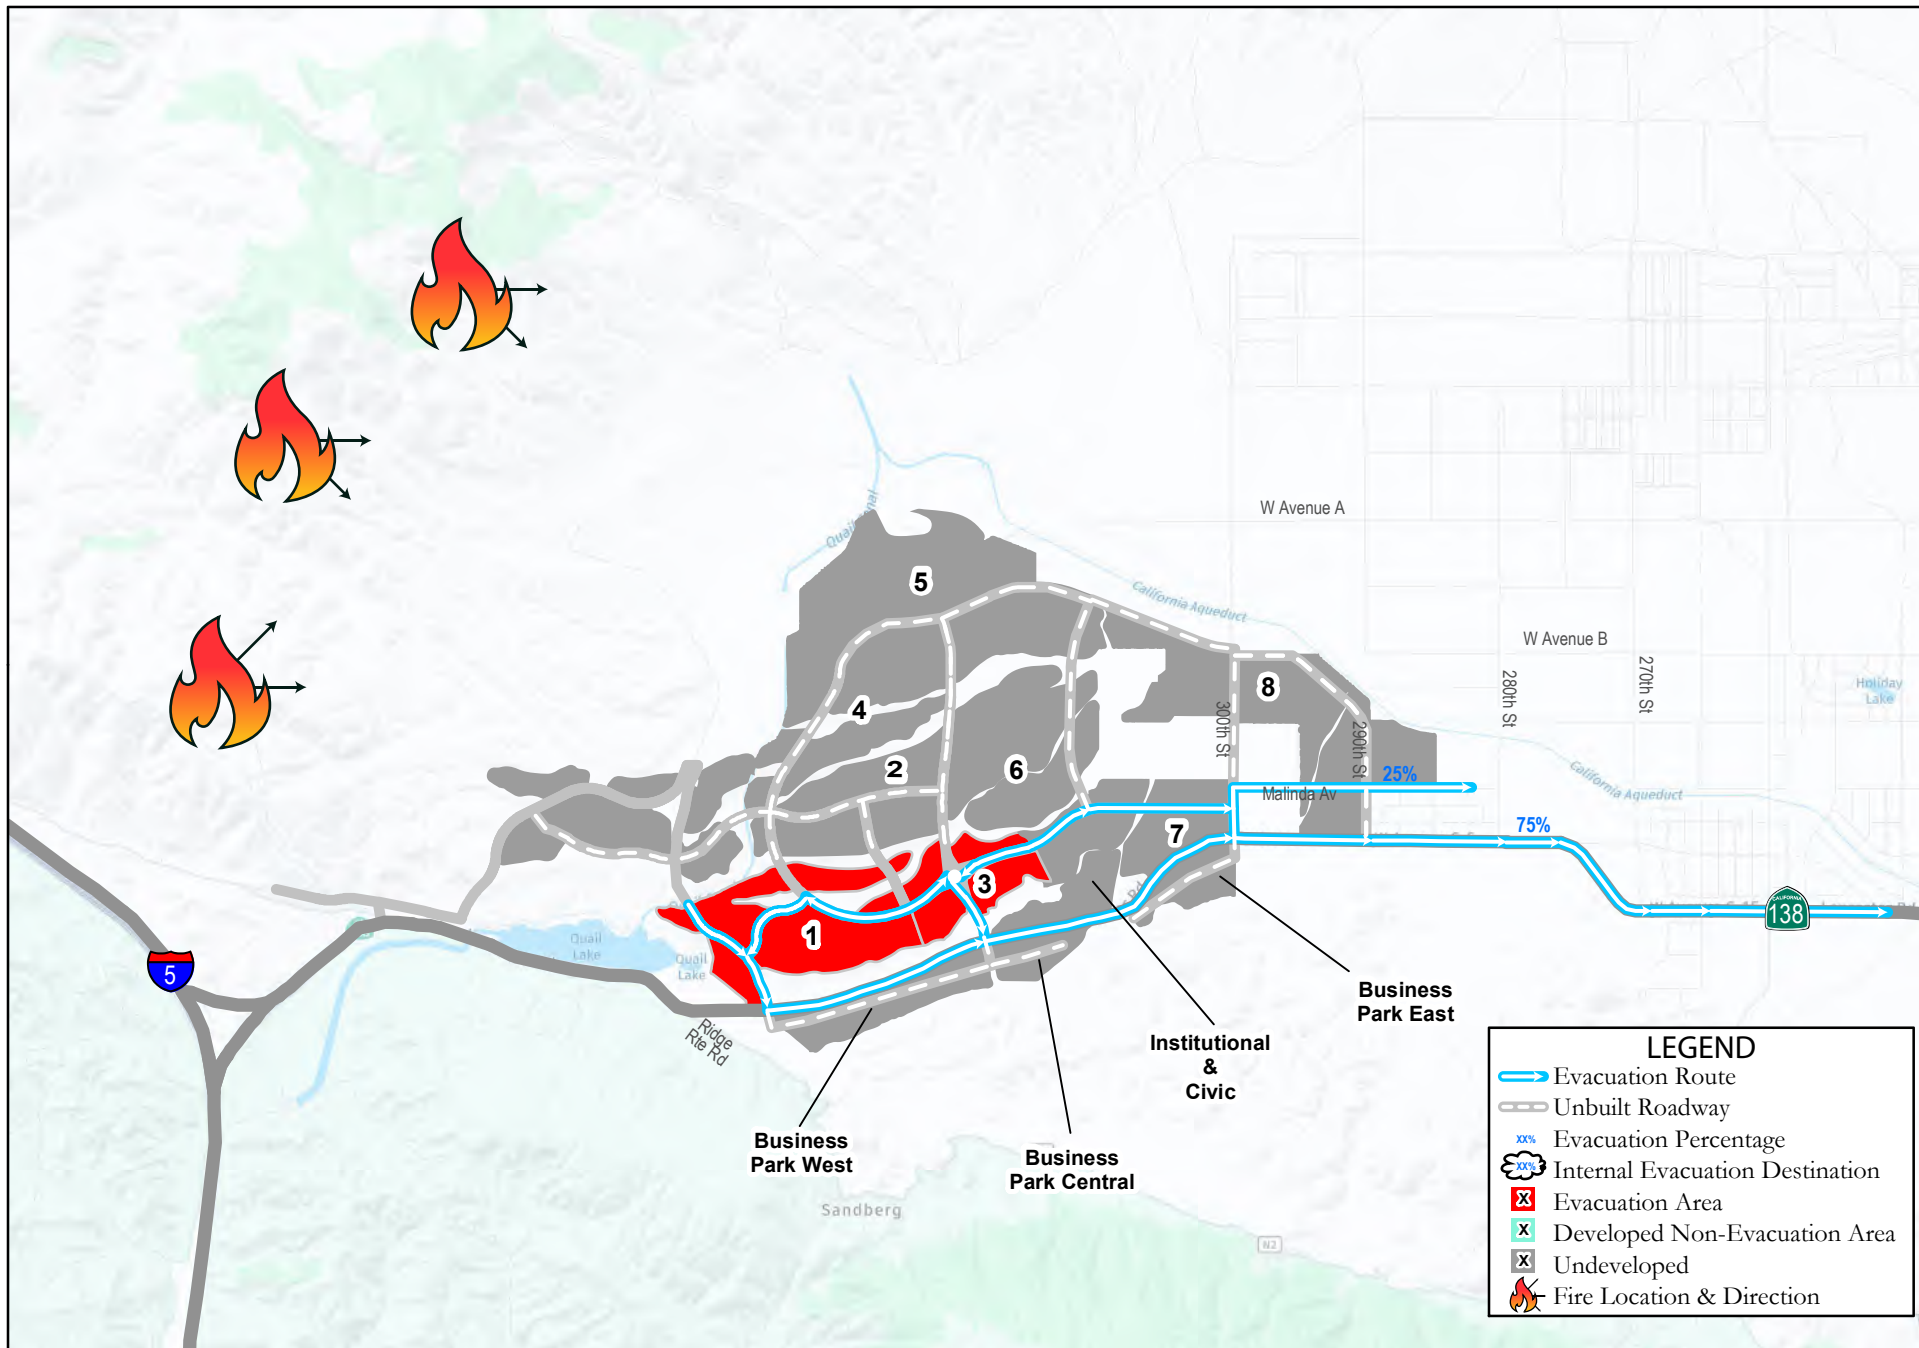 W Avenue A
Quail Canal
5
California Aqueduct
W Avenue B
280th St
270th St
Holiday
Lake
8
300th St
290th St
4
2
6
25%
Malinda Av
California Aqueduct
7
75%
3
1
CALIFORNIA
138
Quail
Lake
Quail
Lake
5
Ridge
Rte Rd
Business
Park East
Institutional
&
Civic
Business
Park West
Business
Park Central
Sandberg
N2
LEGEND
Evacuation Route
Unbuilt Roadway
XX% Evacuation Percentage
XX% Internal Evacuation Destination
X Evacuation Area
X Developed Non-Evacuation Area
X Undeveloped
Fire Location & Direction